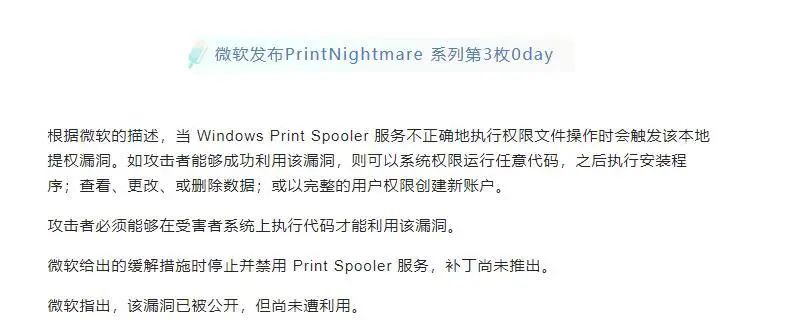 微软发布PrintNightmare 系列第3枚0day
根据微软的描述，当 Windows Print Spooler 服务不正确地执行权限文件操作时会触发该本地
提权漏洞。如攻击者能够成功利用该漏洞，则可以系统权限运行任意代码，之后执行安装程
序；查看、更改、或删除数据；或以完整的用户权限创建新账户。
攻击者必须能够在受害者系统上执行代码才能利用该漏洞。
微软给出的缓解措施时停止并禁用 Print Spooler 服务，补丁尚未推出。
微软指出，该漏洞已被公开，但尚未遭利用。